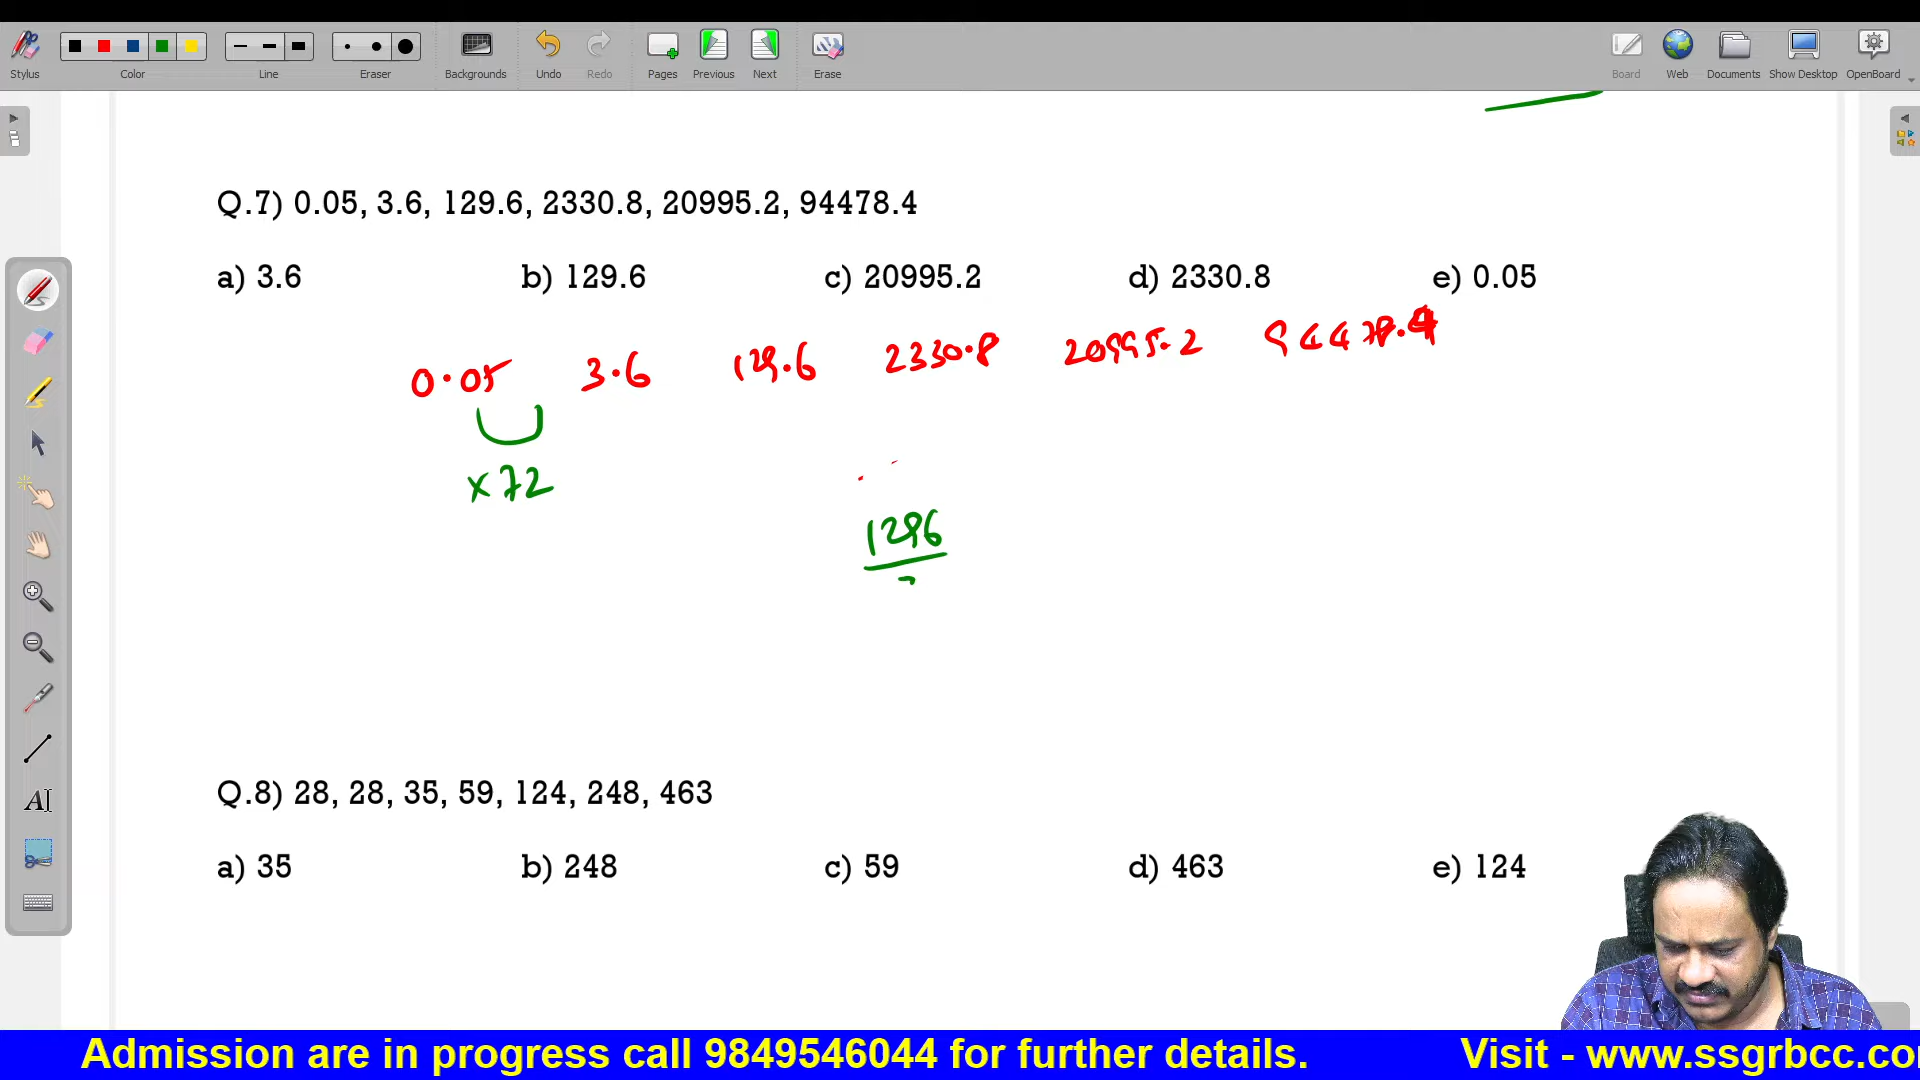 Stylus Color Line Eraser Backgrounds Undo Redo Pages Previous Next Erase Board Web Documents Show Desktop OpenBoard
Q.7) 0.05, 3.6, 129.6, 2330.8, 20995.2, 94478.4
a) 3.6 b) 129.6 c) 20995.2 d) 2330.8 e) 0.05
0.05 3.6 129.6 2330.8 20995.2 94478.4
x72
1296
Q.8) 28, 28, 35, 59, 124, 248, 463
a) 35 b) 248 c) 59 d) 463 e) 124
Admission are in progress call 9849546044 for further details. Visit - www.ssgrbcc.co